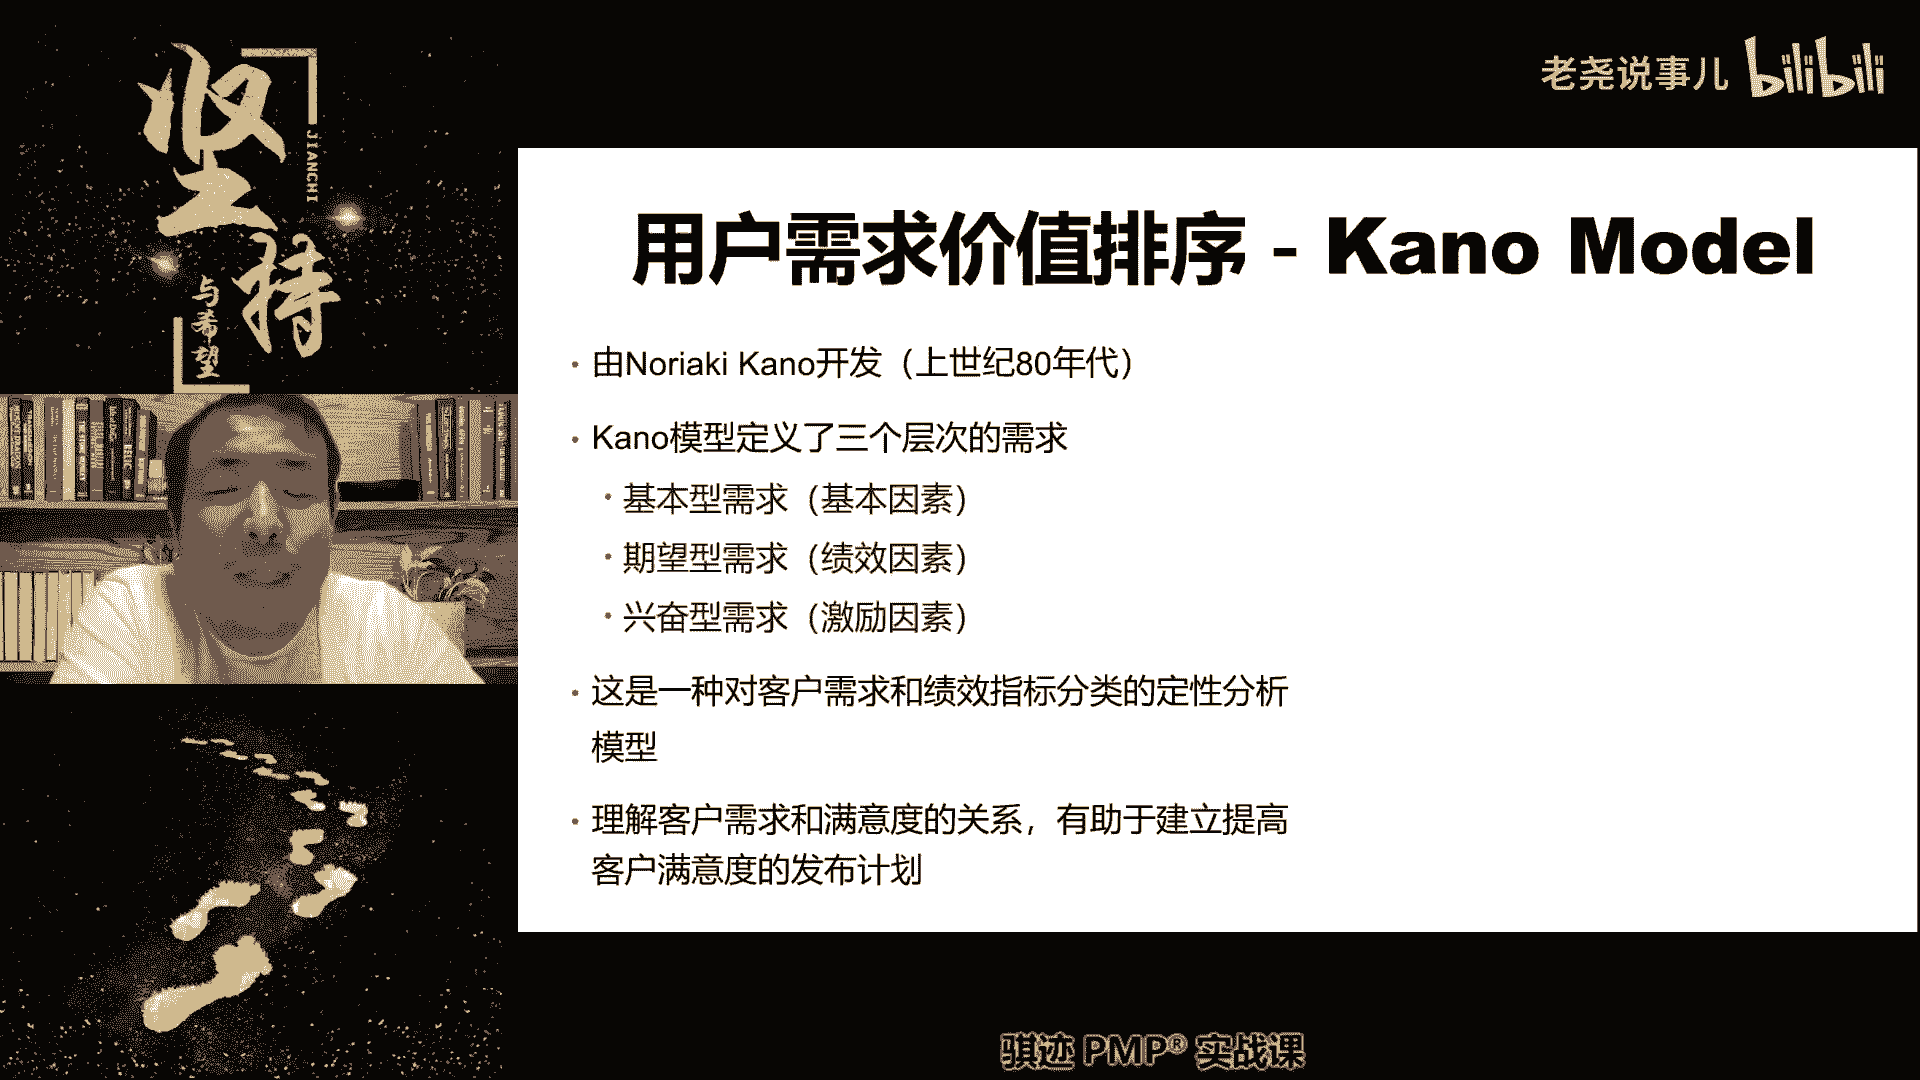 坚持
JIANCHI
与希望
老尧说事儿 bilibili
用户需求价值排序 - Kano Model
· 由Noriaki Kano开发（上世纪80年代）
· Kano模型定义了三个层次的需求
· 基本型需求（基本因素）
· 期望型需求（绩效因素）
· 兴奋型需求（激励因素）
· 这是一种对客户需求和绩效指标分类的定性分析
模型
· 理解客户需求和满意度的关系，有助于建立提高
客户满意度的发布计划
骐迹 PMP® 实战课